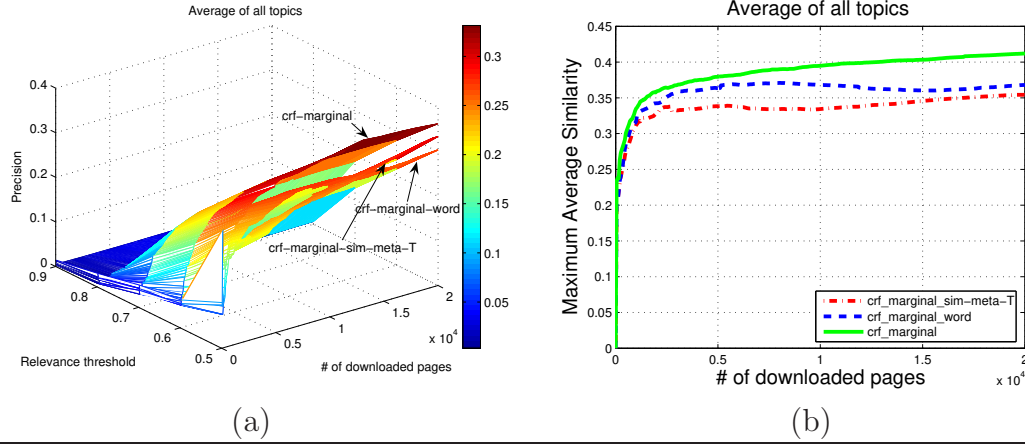 Average of all topics
0.4
0.3
0.2
0.1
0
Precision
0.9
0.8
0.7
0.6
0.5
Relevance threshold
0
0.5
1
1.5
2
x 10^4
# of downloaded pages
crf−marginal
crf−marginal−word
crf−marginal−sim−meta−T
0.3
0.25
0.2
0.15
0.1
0.05
(a)
Average of all topics
0.45
0.4
0.35
0.3
0.25
0.2
0.15
0.1
0.05
0
Maximum Average Similarity
0
0.5
1
1.5
2
x 10^4
# of downloaded pages
crf_marginal_sim−meta−T
crf_marginal_word
crf_marginal
(b)